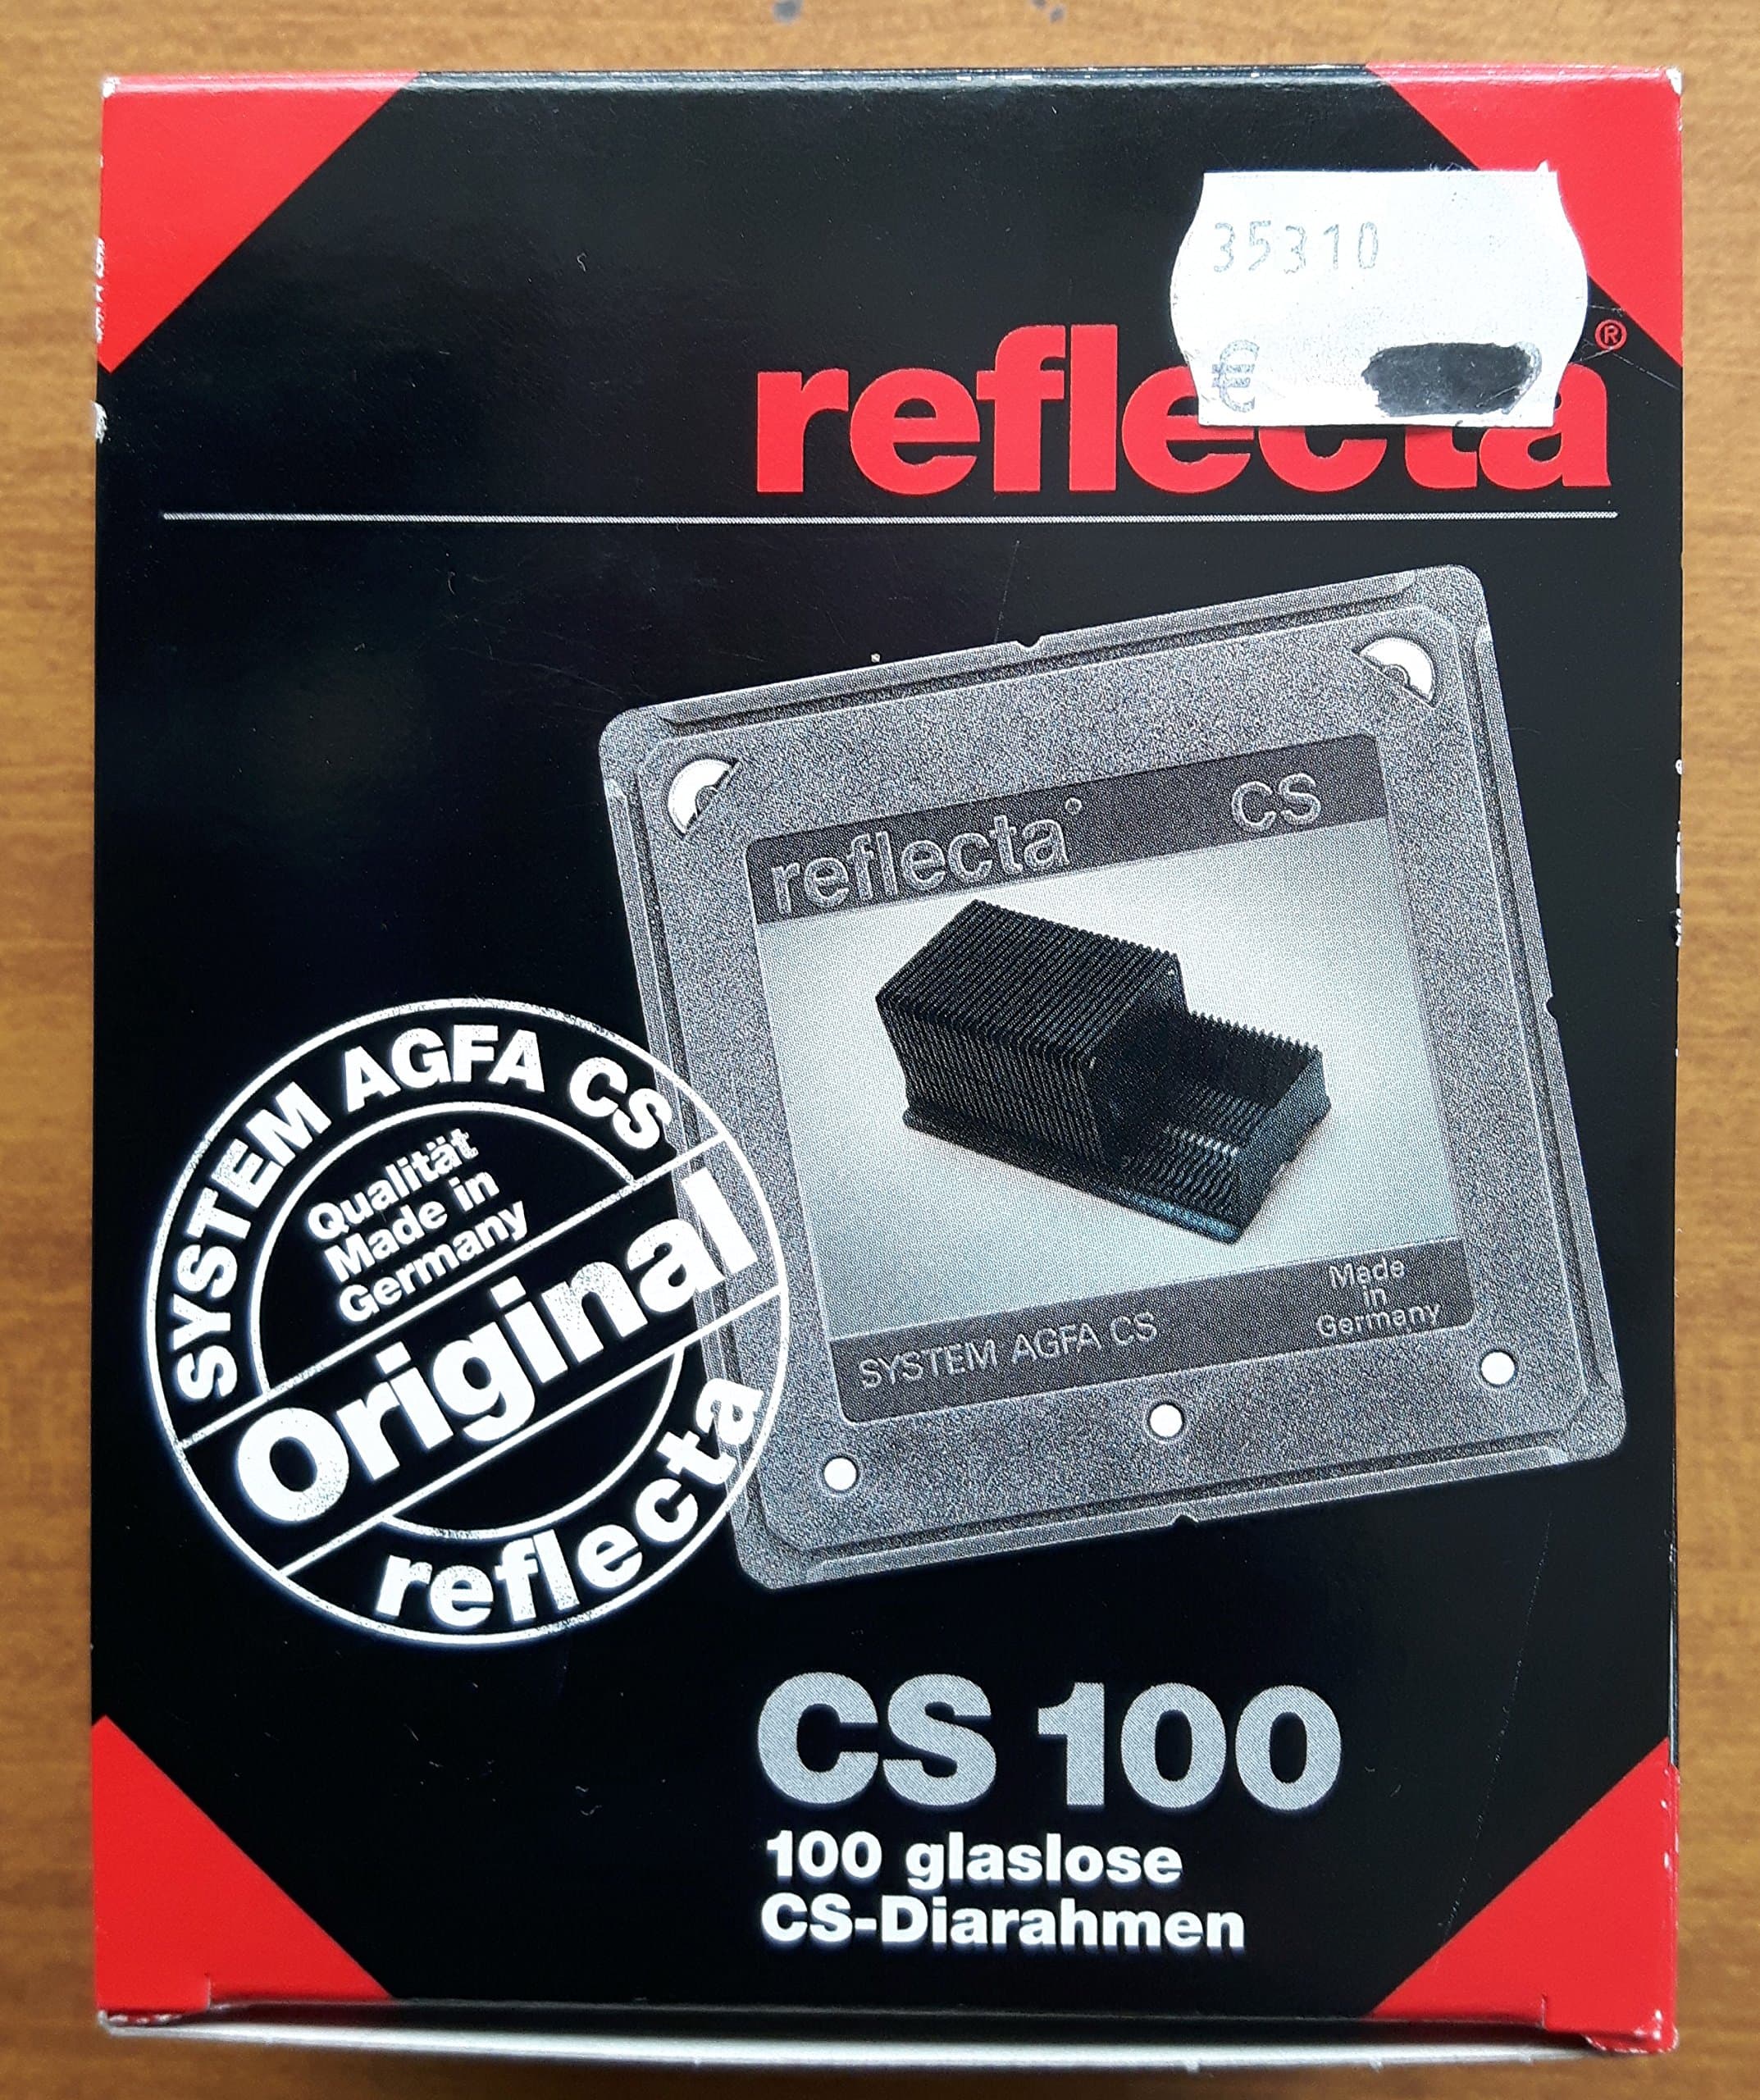 35310
€
reflecta®
reflecta® CS
SYSTEM AGFA CS
Made
in
Germany
SYSTEM AGFA CS
Qualität
Made in
Germany
Original
reflecta
CS 100
100 glaslose
CS-Diarahmen